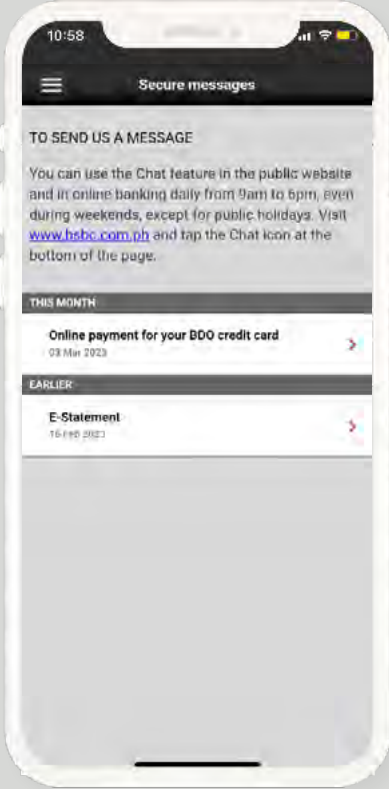 10:58
Secure messages
TO SEND US A MESSAGE
You can use the Chat feature in the public website
and in online banking daily from 9am to 6pm, even
during weekends, except for public holidays. Visit
www.hsbc.com.ph and tap the Chat icon at the
bottom of the page.
THIS MONTH
Online payment for your BDO credit card
03 Mar 2023
EARLIER
E-Statement
16 Feb 2023